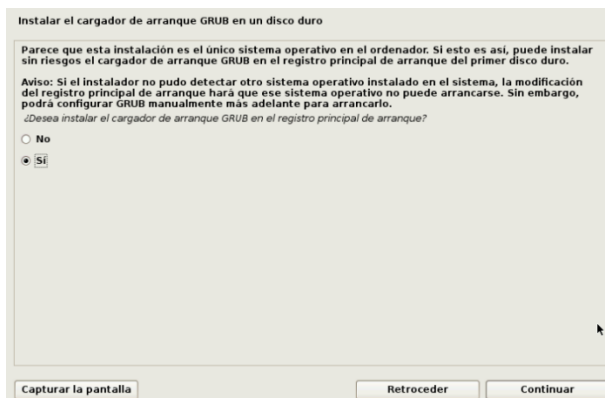 Instalar el cargador de arranque GRUB en un disco duro
Parece que esta instalación es el único sistema operativo en el ordenador. Si esto es así, puede instalar
sin riesgos el cargador de arranque GRUB en el registro principal de arranque del primer disco duro.
Aviso: Si el instalador no pudo detectar otro sistema operativo instalado en el sistema, la modificación
del registro principal de arranque hará que ese sistema operativo no puede arrancarse. Sin embargo,
podrá configurar GRUB manualmente más adelante para arrancarlo.
¿Desea instalar el cargador de arranque GRUB en el registro principal de arranque?
No
Sí
Capturar la pantalla
Retroceder
Continuar